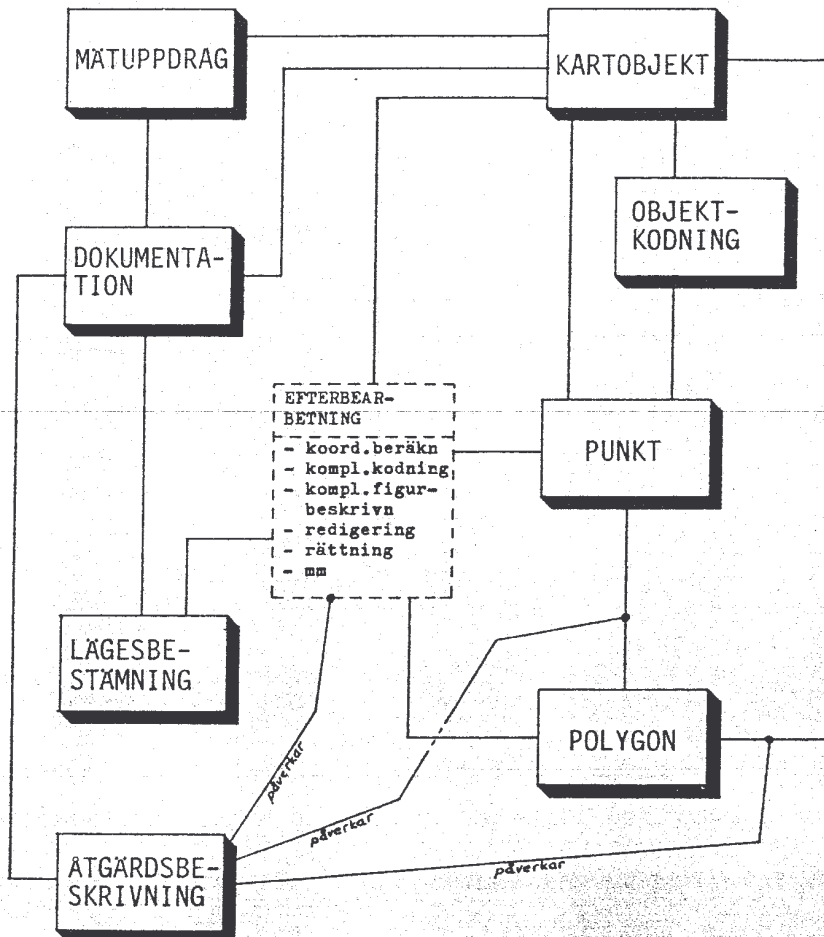 MÄTUPPDRAG
KARTOBJEKT
OBJEKT-
KODNING
DOKUMENTA-
TION
EFTERBEAR-
BETNING
- koord.beräkn
- kompl.kodning
- kompl.figur-
beskrivn
- redigering
- rättning
- mm
PUNKT
LÄGESBE-
STÄMNING
POLYGON
påverkar
påverkar
påverkar
ÅTGÄRDSBE-
SKRIVNING